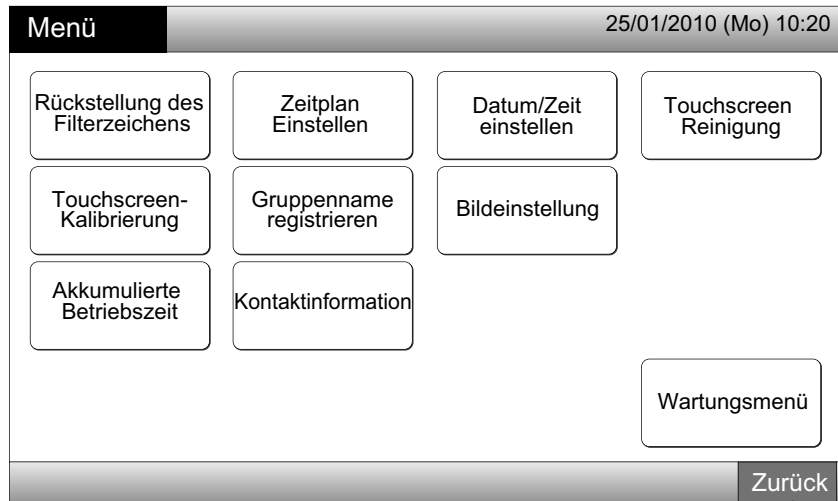 Menü
25/01/2010 (Mo) 10:20
Rückstellung des
Filterzeichens
Zeitplan
Einstellen
Datum/Zeit
einstellen
Touchscreen
Reinigung
Touchscreen-
Kalibrierung
Gruppenname
registrieren
Bildeinstellung
Akkumulierte
Betriebszeit
Kontaktinformation
Wartungsmenü
Zurück